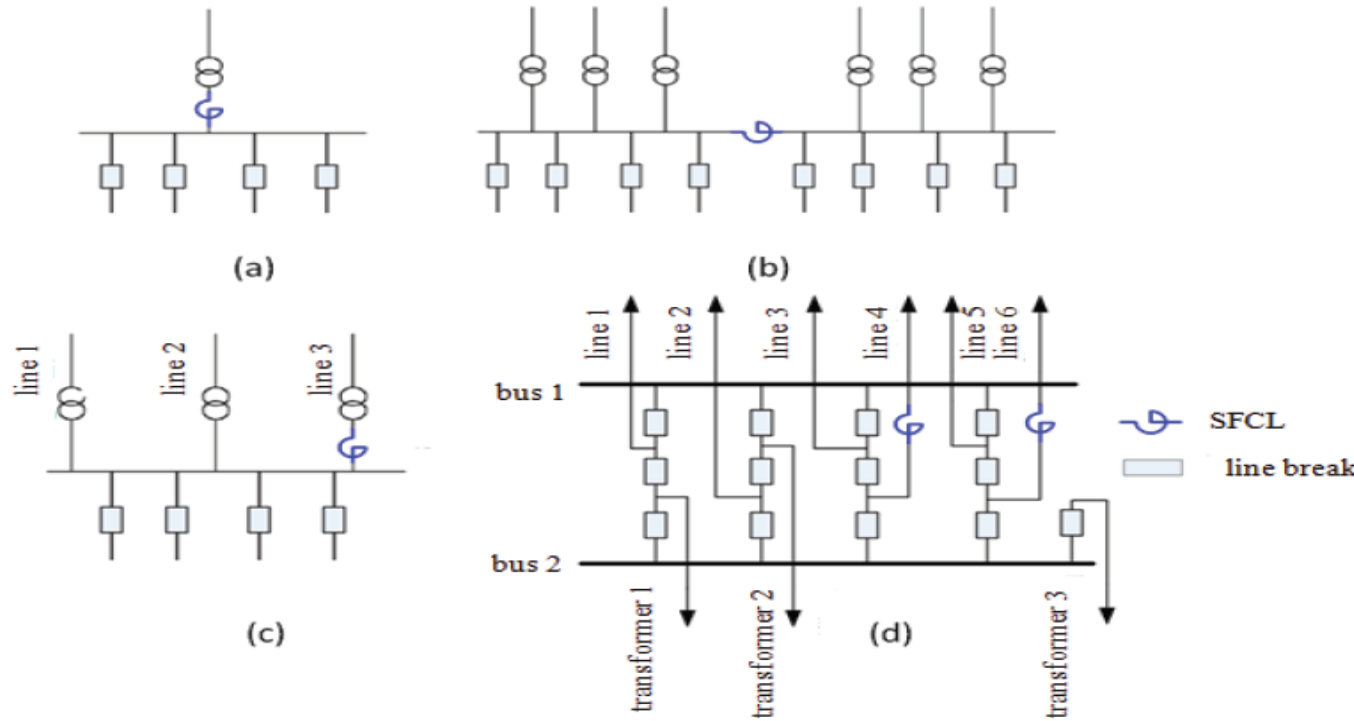 (a)
(b)
line 1
line 2
line 3
(c)
line 1
line 2
line 3
line 4
line 5
line 6
bus 1
bus 2
transformer 1
transformer 2
transformer 3
(d)
SFCL
line break